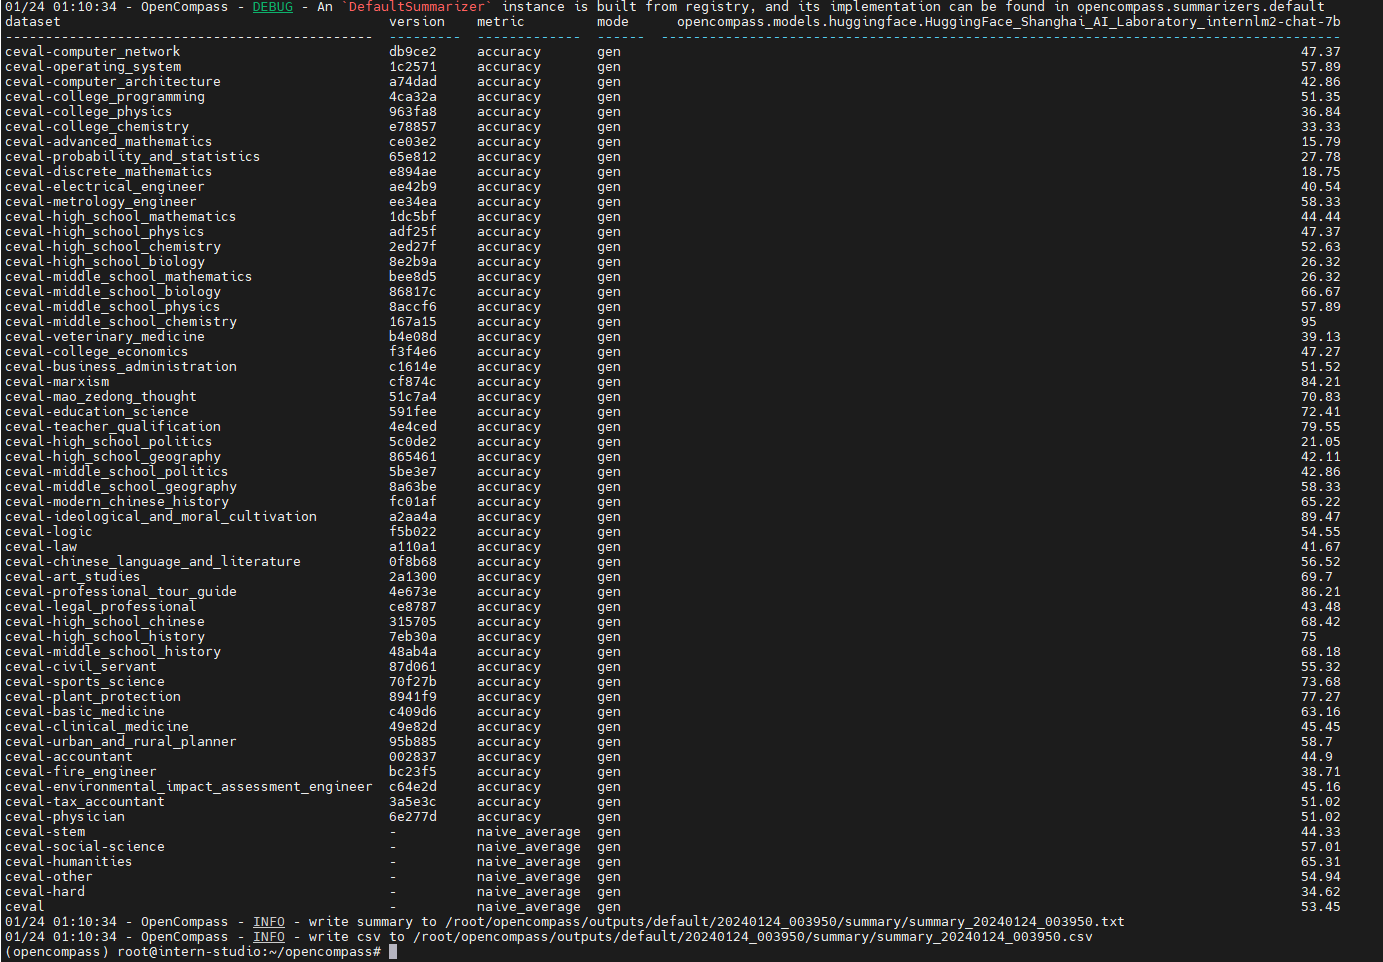 01/24 01:10:34 - OpenCompass - DEBUG - An `DefaultSummarizer` instance is built from registry, and its implementation can be found in opencompass.summarizers.default
dataset version metric mode opencompass.models.huggingface.HuggingFace_Shanghai_AI_Laboratory_internlm2-chat-7b
---------------------------------------------- --------- ------------- ------ -------------------------------------------------------------------------------------
ceval-computer_network db9ce2 accuracy gen 47.37
ceval-operating_system 1c2571 accuracy gen 57.89
ceval-computer_architecture a74dad accuracy gen 42.86
ceval-college_programming 4ca32a accuracy gen 51.35
ceval-college_physics 963fa8 accuracy gen 36.84
ceval-college_chemistry e78857 accuracy gen 33.33
ceval-advanced_mathematics ce03e2 accuracy gen 15.79
ceval-probability_and_statistics 65e812 accuracy gen 27.78
ceval-discrete_mathematics e894ae accuracy gen 18.75
ceval-electrical_engineer ae42b9 accuracy gen 40.54
ceval-metrology_engineer ee34ea accuracy gen 58.33
ceval-high_school_mathematics 1dc5bf accuracy gen 44.44
ceval-high_school_physics adf25f accuracy gen 47.37
ceval-high_school_chemistry 2ed27f accuracy gen 52.63
ceval-high_school_biology 8e2b9a accuracy gen 26.32
ceval-middle_school_mathematics bee8d5 accuracy gen 26.32
ceval-middle_school_biology 86817c accuracy gen 66.67
ceval-middle_school_physics 8accf6 accuracy gen 57.89
ceval-middle_school_chemistry 167a15 accuracy gen 95
ceval-veterinary_medicine b4e08d accuracy gen 39.13
ceval-college_economics f3f4e6 accuracy gen 47.27
ceval-business_administration c1614e accuracy gen 51.52
ceval-marxism cf874c accuracy gen 84.21
ceval-mao_zedong_thought 51c7a4 accuracy gen 70.83
ceval-education_science 591fee accuracy gen 72.41
ceval-teacher_qualification 4e4ced accuracy gen 79.55
ceval-high_school_politics 5c0de2 accuracy gen 21.05
ceval-high_school_geography 865461 accuracy gen 42.11
ceval-middle_school_politics 5be3e7 accuracy gen 42.86
ceval-middle_school_geography 8a63be accuracy gen 58.33
ceval-modern_chinese_history fc01af accuracy gen 65.22
ceval-ideological_and_moral_cultivation a2aa4a accuracy gen 89.47
ceval-logic f5b022 accuracy gen 54.55
ceval-law a110a1 accuracy gen 41.67
ceval-chinese_language_and_literature 0f8b68 accuracy gen 56.52
ceval-art_studies 2a1300 accuracy gen 69.7
ceval-professional_tour_guide 4e673e accuracy gen 86.21
ceval-legal_professional ce8787 accuracy gen 43.48
ceval-high_school_chinese 315705 accuracy gen 68.42
ceval-high_school_history 7eb30a accuracy gen 75
ceval-middle_school_history 48ab4a accuracy gen 68.18
ceval-civil_servant 87d061 accuracy gen 55.32
ceval-sports_science 70f27b accuracy gen 73.68
ceval-plant_protection 8941f9 accuracy gen 77.27
ceval-basic_medicine c409d6 accuracy gen 63.16
ceval-clinical_medicine 49e82d accuracy gen 45.45
ceval-urban_and_rural_planner 95b885 accuracy gen 58.7
ceval-accountant 002837 accuracy gen 44.9
ceval-fire_engineer bc23f5 accuracy gen 38.71
ceval-environmental_impact_assessment_engineer c64e2d accuracy gen 45.16
ceval-tax_accountant 3a5e3c accuracy gen 51.02
ceval-physician 6e277d accuracy gen 51.02
ceval-stem - naive_average gen 44.33
ceval-social-science - naive_average gen 57.01
ceval-humanities - naive_average gen 65.31
ceval-other - naive_average gen 54.94
ceval-hard - naive_average gen 34.62
ceval - naive_average gen 53.45
01/24 01:10:34 - OpenCompass - INFO - write summary to /root/opencompass/outputs/default/20240124_003950/summary/summary_20240124_003950.txt
01/24 01:10:34 - OpenCompass - INFO - write csv to /root/opencompass/outputs/default/20240124_003950/summary/summary_20240124_003950.csv
(opencompass) root@intern-studio:~/opencompass#